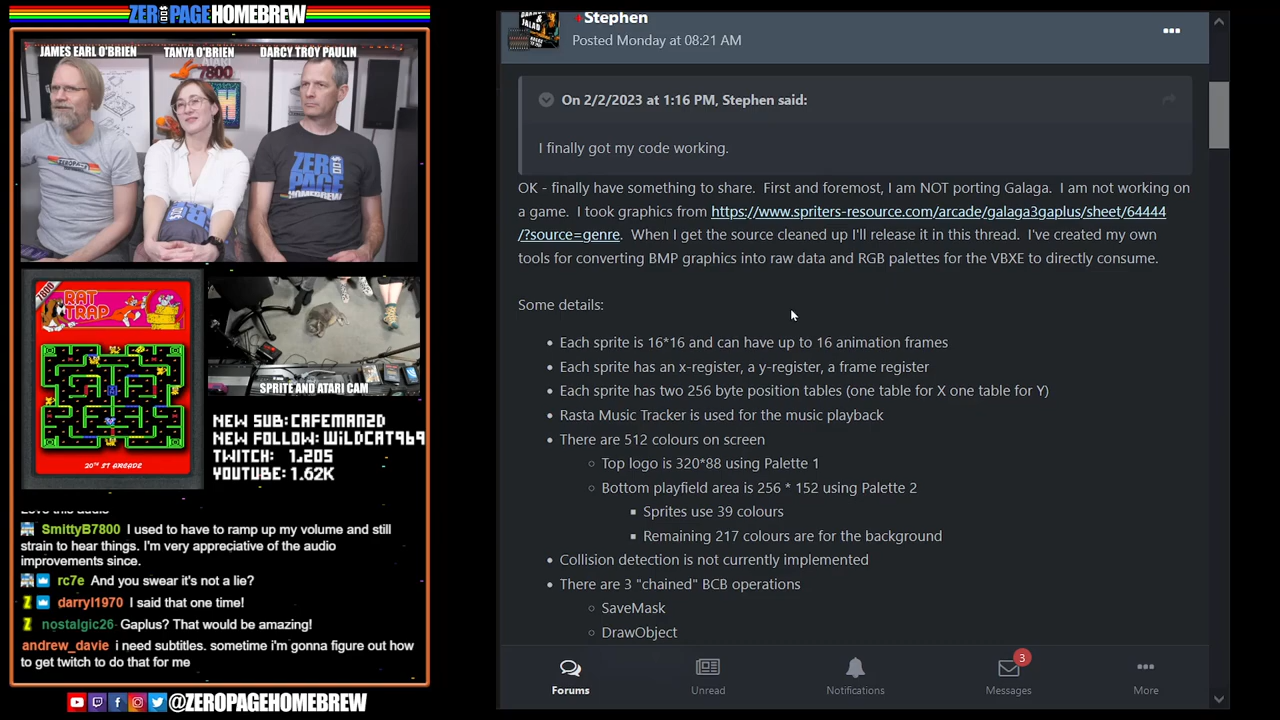 ZERO $00 PAGE HOMEBREW
JAMES EARL O'BRIEN
TANYA O'BRIEN
DARCY TROY PAULIN
ATARI
7800
ZERO
PAGE
HOMEBREW
7800
RAT
TRAP
20TH ST ARCADE
SPRITE AND ATARI CAM
NEW SUB: CAFEMAN2D
NEW FOLLOW: WILDCAT969
TWITCH: 1,205
YOUTUBE: 1.62K
Love this audio
SmittyB7800 I used to have to ramp up my volume and still
strain to hear things. I'm very appreciative of the audio
improvements since.
rc7e And you swear it's not a lie?
darryl1970 I said that one time!
nostalgic26- Gaplus? That would be amazing!
andrew_davie i need subtitles. sometime i'm gonna figure out how
to get twitch to do that for me
@ZEROPAGEHOMEBREW
+Stephen
Posted Monday at 08:21 AM
On 2/2/2023 at 1:16 PM, Stephen said:
I finally got my code working.
OK - finally have something to share. First and foremost, I am NOT porting Galaga. I am not working on
a game. I took graphics from https://www.spriters-resource.com/arcade/galaga3gaplus/sheet/64444
/?source=genre. When I get the source cleaned up I'll release it in this thread. I've created my own
tools for converting BMP graphics into raw data and RGB palettes for the VBXE to directly consume.
Some details:
Each sprite is 16*16 and can have up to 16 animation frames
Each sprite has an x-register, a y-register, a frame register
Each sprite has two 256 byte position tables (one table for X one table for Y)
Rasta Music Tracker is used for the music playback
There are 512 colours on screen
Top logo is 320*88 using Palette 1
Bottom playfield area is 256 * 152 using Palette 2
Sprites use 39 colours
Remaining 217 colours are for the background
Collision detection is not currently implemented
There are 3 "chained" BCB operations
SaveMask
DrawObject
3
Forums
Unread
Notifications
Messages
More